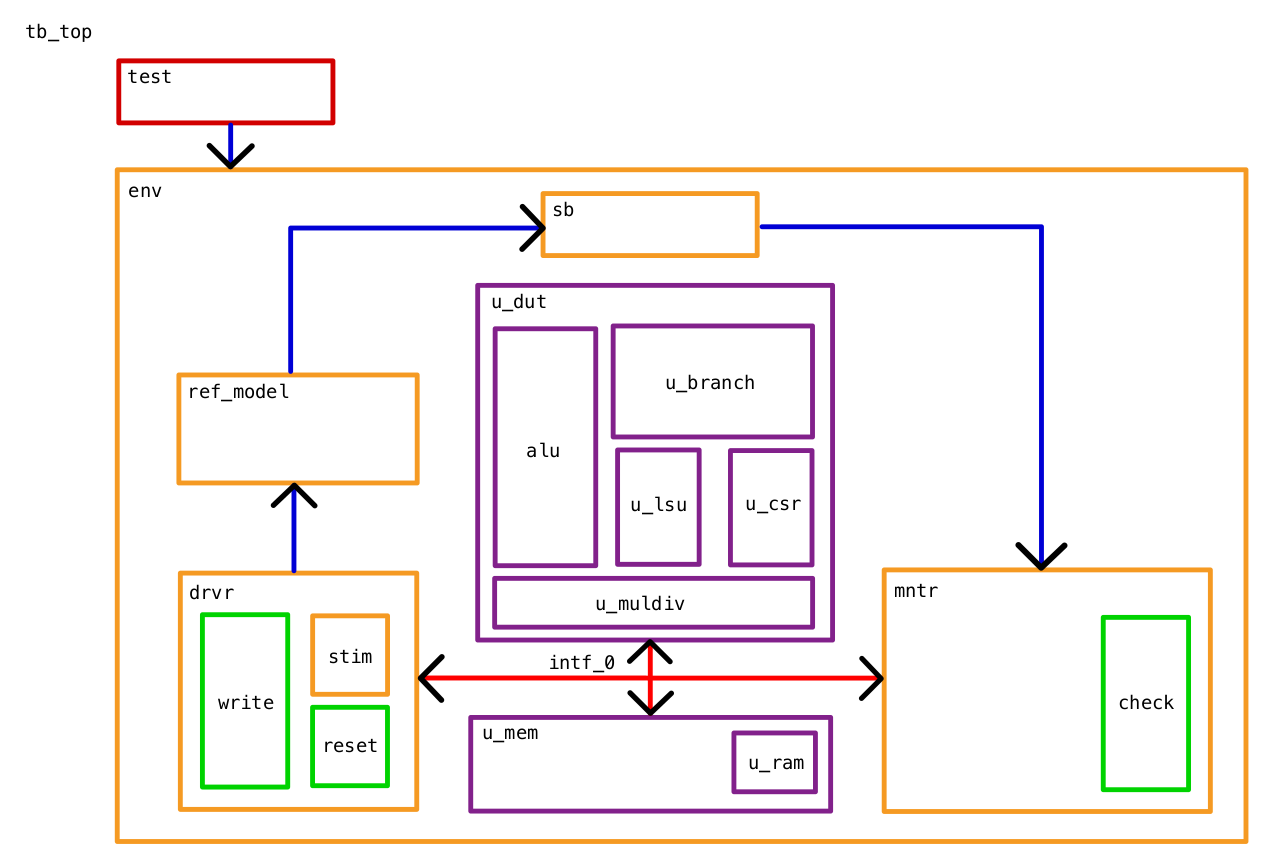 tb_top
test
env
sb
u_dut
u_branch
alu
ref_model
u_lsu
u_csr
u_muldiv
drvr
stim
write
reset
intf_0
mntr
check
u_mem
u_ram